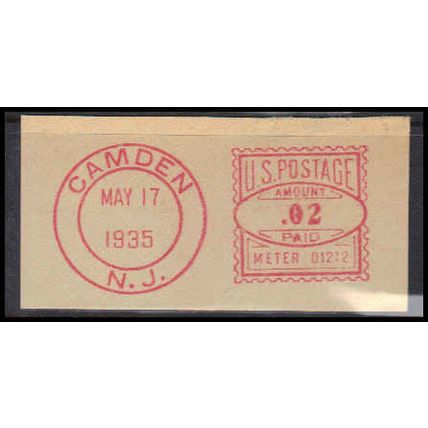 CAMDEN
MAY 17
1935
N.J.
U.S.POSTAGE
AMOUNT
.02
PAID
METER 01212